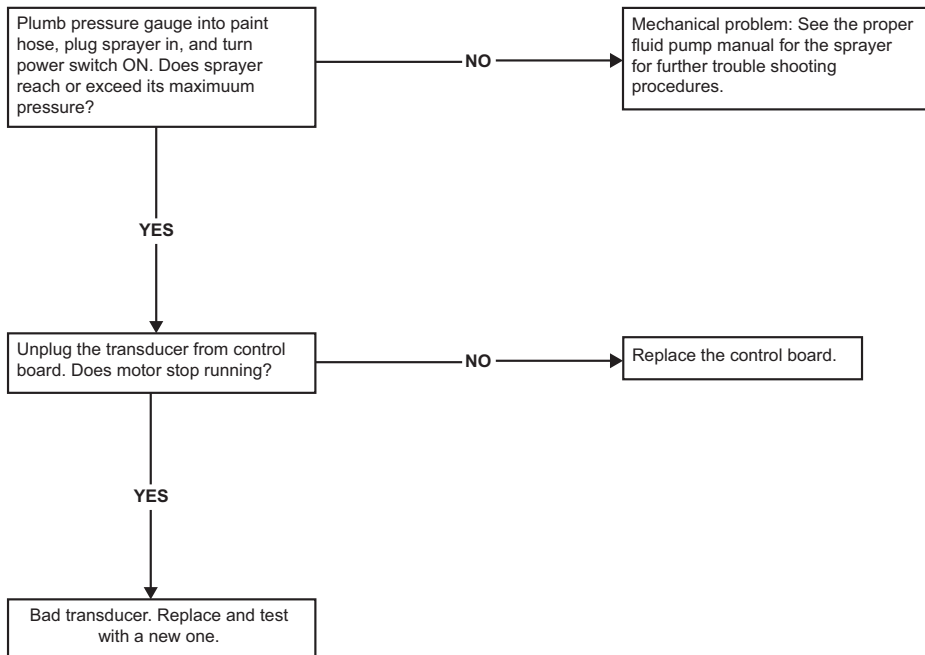 Plumb pressure gauge into paint
hose, plug sprayer in, and turn
power switch ON. Does sprayer
reach or exceed its maximuum
pressure?
NO
Mechanical problem: See the proper
fluid pump manual for the sprayer
for further trouble shooting
procedures.
YES
Unplug the transducer from control
board. Does motor stop running?
NO
Replace the control board.
YES
Bad transducer. Replace and test
with a new one.